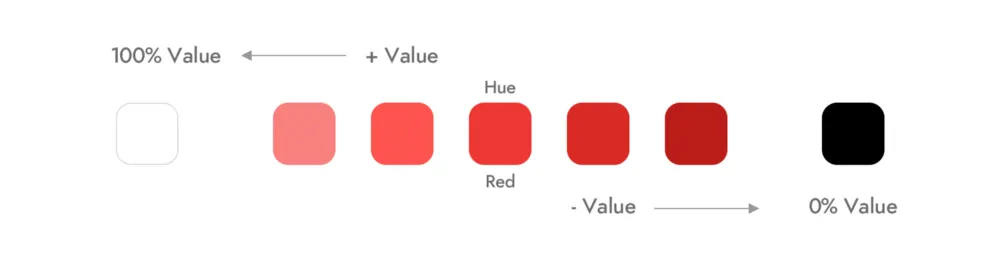 100% Value
+ Value
Hue
Red
- Value
0% Value